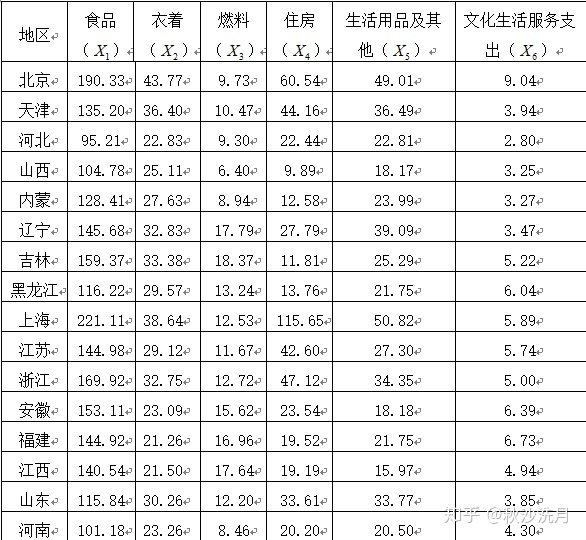 地区 食品（X1） 衣着（X2） 燃料（X3） 住房（X4） 生活用品及其他（X5） 文化生活服务支出（X6）
北京 190.33 43.77 9.73 60.54 49.01 9.04
天津 135.20 36.40 10.47 44.16 36.49 3.94
河北 95.21 22.83 9.30 22.44 22.81 2.80
山西 104.78 25.11 6.40 9.89 18.17 3.25
内蒙 128.41 27.63 8.94 12.58 23.99 3.27
辽宁 145.68 32.83 17.79 27.79 39.09 3.47
吉林 159.37 33.38 18.37 11.81 25.29 5.22
黑龙江 116.22 29.57 13.24 13.76 21.75 6.04
上海 221.11 38.64 12.53 115.65 50.82 5.89
江苏 144.98 29.12 11.67 42.60 27.30 5.74
浙江 169.92 32.75 12.72 47.12 34.35 5.00
安徽 153.11 23.09 15.62 23.54 18.18 6.39
福建 144.92 21.26 16.96 19.52 21.75 6.73
江西 140.54 21.50 17.64 19.19 15.97 4.94
山东 115.84 30.26 12.20 33.61 33.77 3.85
河南 101.18 23.26 8.46 20.20 20.50 4.30
知乎 @秋沙洗月